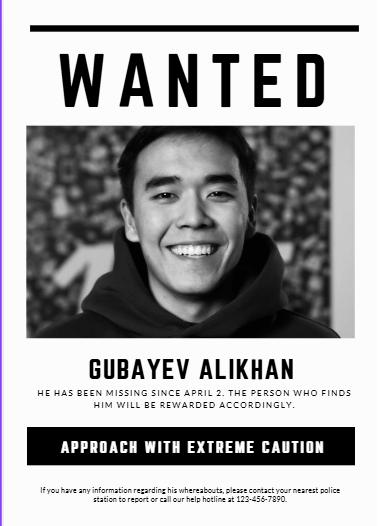 WANTED
GUBAYEV ALIKHAN
HE HAS BEEN MISSING SINCE APRIL 2. THE PERSON WHO FINDS
HIM WILL BE REWARDED ACCORDINGLY.
APPROACH WITH EXTREME CAUTION
If you have any information regarding his whereabouts, please contact your nearest police
station to report or call our help hotline at 123-456-7890.